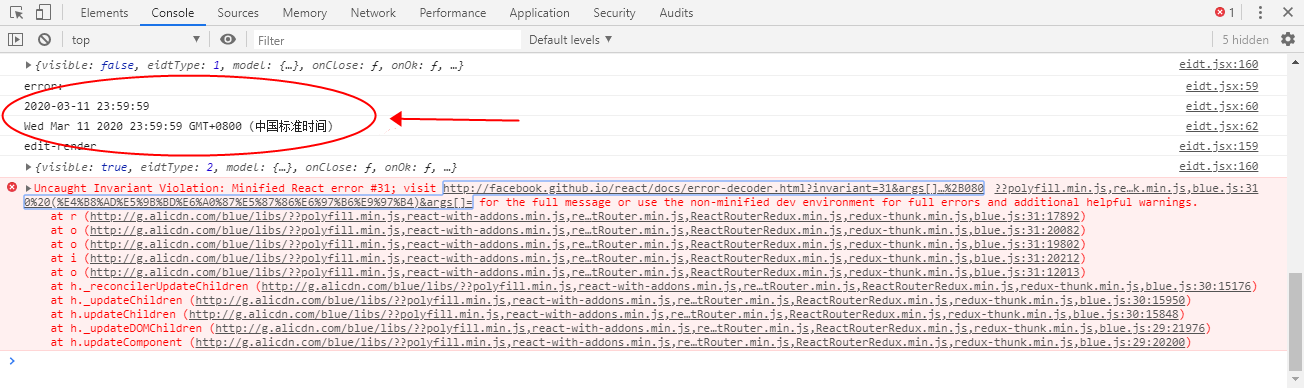 Elements Console Sources Memory Network Performance Application Security Audits 1
top Filter Default levels 5 hidden
{visible: false, eidtType: 1, model: {…}, onClose: ƒ, onOk: ƒ, …} eidt.jsx:160
error: eidt.jsx:59
2020-03-11 23:59:59 eidt.jsx:60
Wed Mar 11 2020 23:59:59 GMT+0800 (中国标准时间) eidt.jsx:62
edit-render eidt.jsx:159
{visible: true, eidtType: 2, model: {…}, onClose: ƒ, onOk: ƒ, …} eidt.jsx:160
Uncaught Invariant Violation: Minified React error #31; visit http://facebook.github.io/react/docs/error-decoder.html?invariant=31&args[]…%2B080 ??polyfill.min.js,re…k.min.js,blue.js:31
0%20(%E4%B8%AD%E5%9B%BD%E6%A0%87%E5%87%86%E6%97%B6%E9%97%B4)&args[]= for the full message or use the non-minified dev environment for full errors and additional helpful warnings.
at r (http://g.alicdn.com/blue/libs/??polyfill.min.js,react-with-addons.min.js,re…tRouter.min.js,ReactRouterRedux.min.js,redux-thunk.min.js,blue.js:31:17892)
at o (http://g.alicdn.com/blue/libs/??polyfill.min.js,react-with-addons.min.js,re…tRouter.min.js,ReactRouterRedux.min.js,redux-thunk.min.js,blue.js:31:20082)
at o (http://g.alicdn.com/blue/libs/??polyfill.min.js,react-with-addons.min.js,re…tRouter.min.js,ReactRouterRedux.min.js,redux-thunk.min.js,blue.js:31:19802)
at i (http://g.alicdn.com/blue/libs/??polyfill.min.js,react-with-addons.min.js,re…tRouter.min.js,ReactRouterRedux.min.js,redux-thunk.min.js,blue.js:31:20212)
at o (http://g.alicdn.com/blue/libs/??polyfill.min.js,react-with-addons.min.js,re…tRouter.min.js,ReactRouterRedux.min.js,redux-thunk.min.js,blue.js:31:12013)
at h._reconcilerUpdateChildren (http://g.alicdn.com/blue/libs/??polyfill.min.js,react-with-addons.min.js,re…tRouter.min.js,ReactRouterRedux.min.js,redux-thunk.min.js,blue.js:30:15176)
at h._updateChildren (http://g.alicdn.com/blue/libs/??polyfill.min.js,react-with-addons.min.js,re…tRouter.min.js,ReactRouterRedux.min.js,redux-thunk.min.js,blue.js:30:15950)
at h.updateChildren (http://g.alicdn.com/blue/libs/??polyfill.min.js,react-with-addons.min.js,re…tRouter.min.js,ReactRouterRedux.min.js,redux-thunk.min.js,blue.js:30:15848)
at h._updateDOMChildren (http://g.alicdn.com/blue/libs/??polyfill.min.js,react-with-addons.min.js,re…tRouter.min.js,ReactRouterRedux.min.js,redux-thunk.min.js,blue.js:29:21976)
at h.updateComponent (http://g.alicdn.com/blue/libs/??polyfill.min.js,react-with-addons.min.js,re…tRouter.min.js,ReactRouterRedux.min.js,redux-thunk.min.js,blue.js:29:20200)